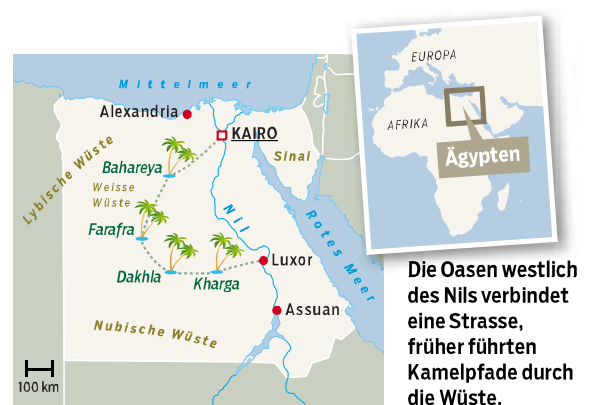 EUROPA
AFRIKA
Ägypten
Mittelmeer
Alexandria
KAIRO
Sinai
Lybische Wüste
Bahareya
Weisse
Wüste
Farafra
Nil
Rotes Meer
Dakhla
Kharga
Luxor
Assuan
Nubische Wüste
100 km
Die Oasen westlich
des Nils verbindet
eine Strasse,
früher führten
Kamelpfade durch
die Wüste.